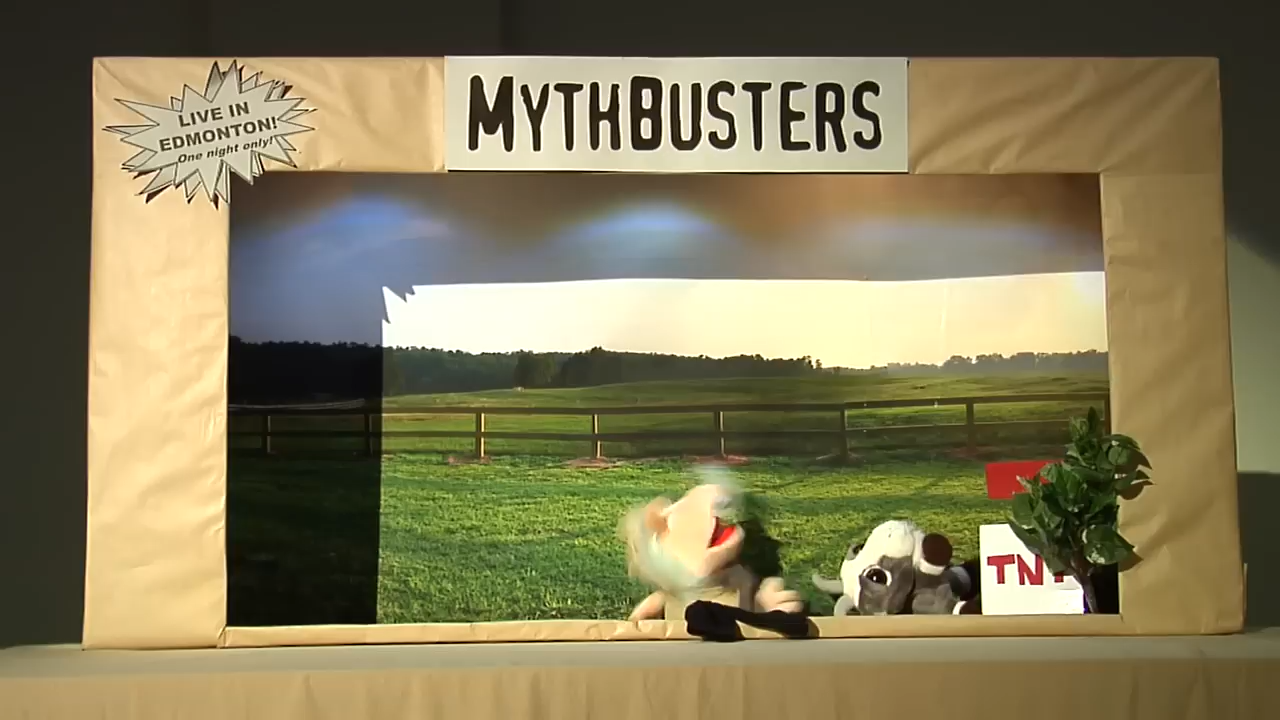 LIVE IN
EDMONTON!
One night only!
MYTHBUSTERS
TNT